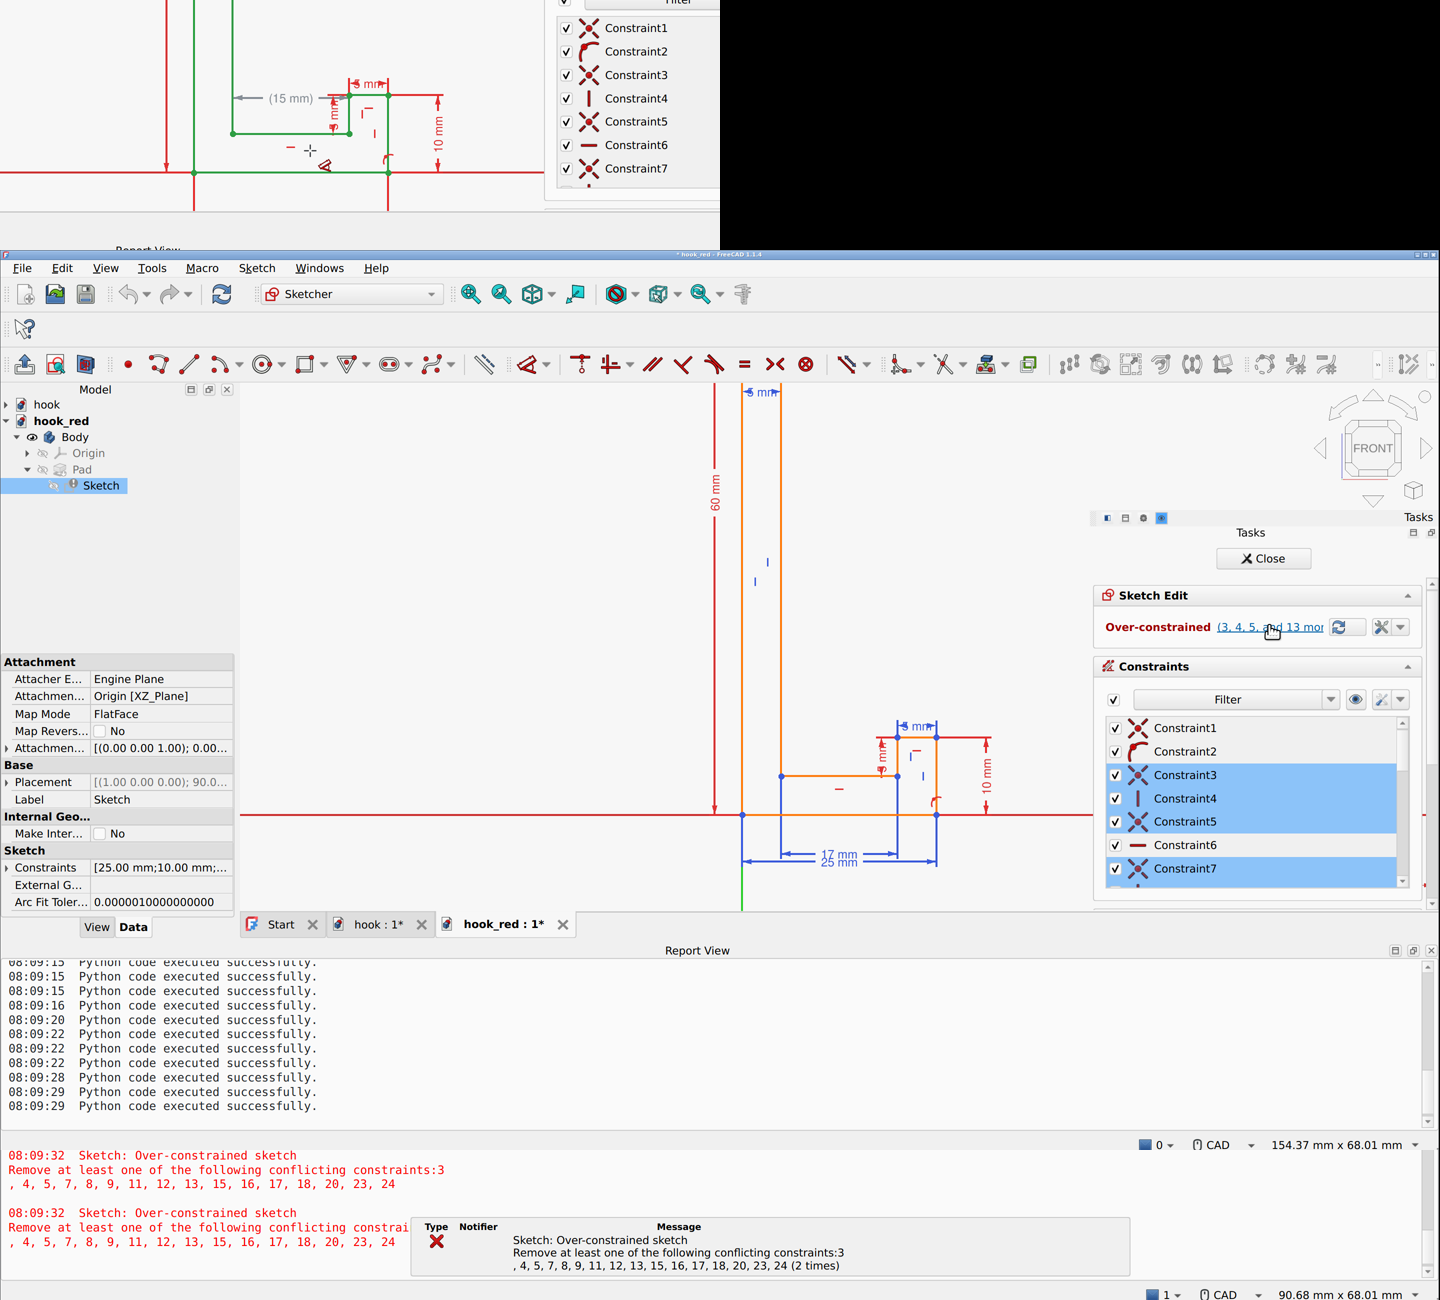 Filter
Constraint1
Constraint2
Constraint3
Constraint4
Constraint5
Constraint6
Constraint7
5 mm
(15 mm)
10 mm
Report View
* hook_red - FreeCAD 1.1.4
File Edit View Tools Macro Sketch Windows Help
Sketcher
Model
hook
hook_red
Body
Origin
Pad
Sketch
5 mm
60 mm
FRONT
Tasks
Tasks
Close
Sketch Edit
Over-constrained (3, 4, 5, and 13 mor
Constraints
Filter
Constraint1
Constraint2
Constraint3
Constraint4
Constraint5
Constraint6
Constraint7
5 mm
10 mm
17 mm
25 mm
Attachment
Attacher E... Engine Plane
Attachmen... Origin [XZ_Plane]
Map Mode FlatFace
Map Revers... No
Attachmen... [(0.00 0.00 1.00); 0.00...
Base
Placement [(1.00 0.00 0.00); 90.0...
Label Sketch
Internal Geo...
Make Inter... No
Sketch
Constraints [25.00 mm;10.00 mm;...
External G...
Arc Fit Toler... 0.0000010000000000
View Data
Start hook : 1* hook_red : 1*
Report View
08:09:15 Python code executed successfully.
08:09:15 Python code executed successfully.
08:09:15 Python code executed successfully.
08:09:16 Python code executed successfully.
08:09:20 Python code executed successfully.
08:09:22 Python code executed successfully.
08:09:22 Python code executed successfully.
08:09:22 Python code executed successfully.
08:09:28 Python code executed successfully.
08:09:29 Python code executed successfully.
08:09:29 Python code executed successfully.
0 CAD 154.37 mm x 68.01 mm
08:09:32 Sketch: Over-constrained sketch
Remove at least one of the following conflicting constraints:3
, 4, 5, 7, 8, 9, 11, 12, 13, 15, 16, 17, 18, 20, 23, 24
08:09:32 Sketch: Over-constrained sketch
Remove at least one of the following conflicting constrai
, 4, 5, 7, 8, 9, 11, 12, 13, 15, 16, 17, 18, 20, 23, 24
Type Notifier Message
Sketch: Over-constrained sketch
Remove at least one of the following conflicting constraints:3
, 4, 5, 7, 8, 9, 11, 12, 13, 15, 16, 17, 18, 20, 23, 24 (2 times)
1 CAD 90.68 mm x 68.01 mm